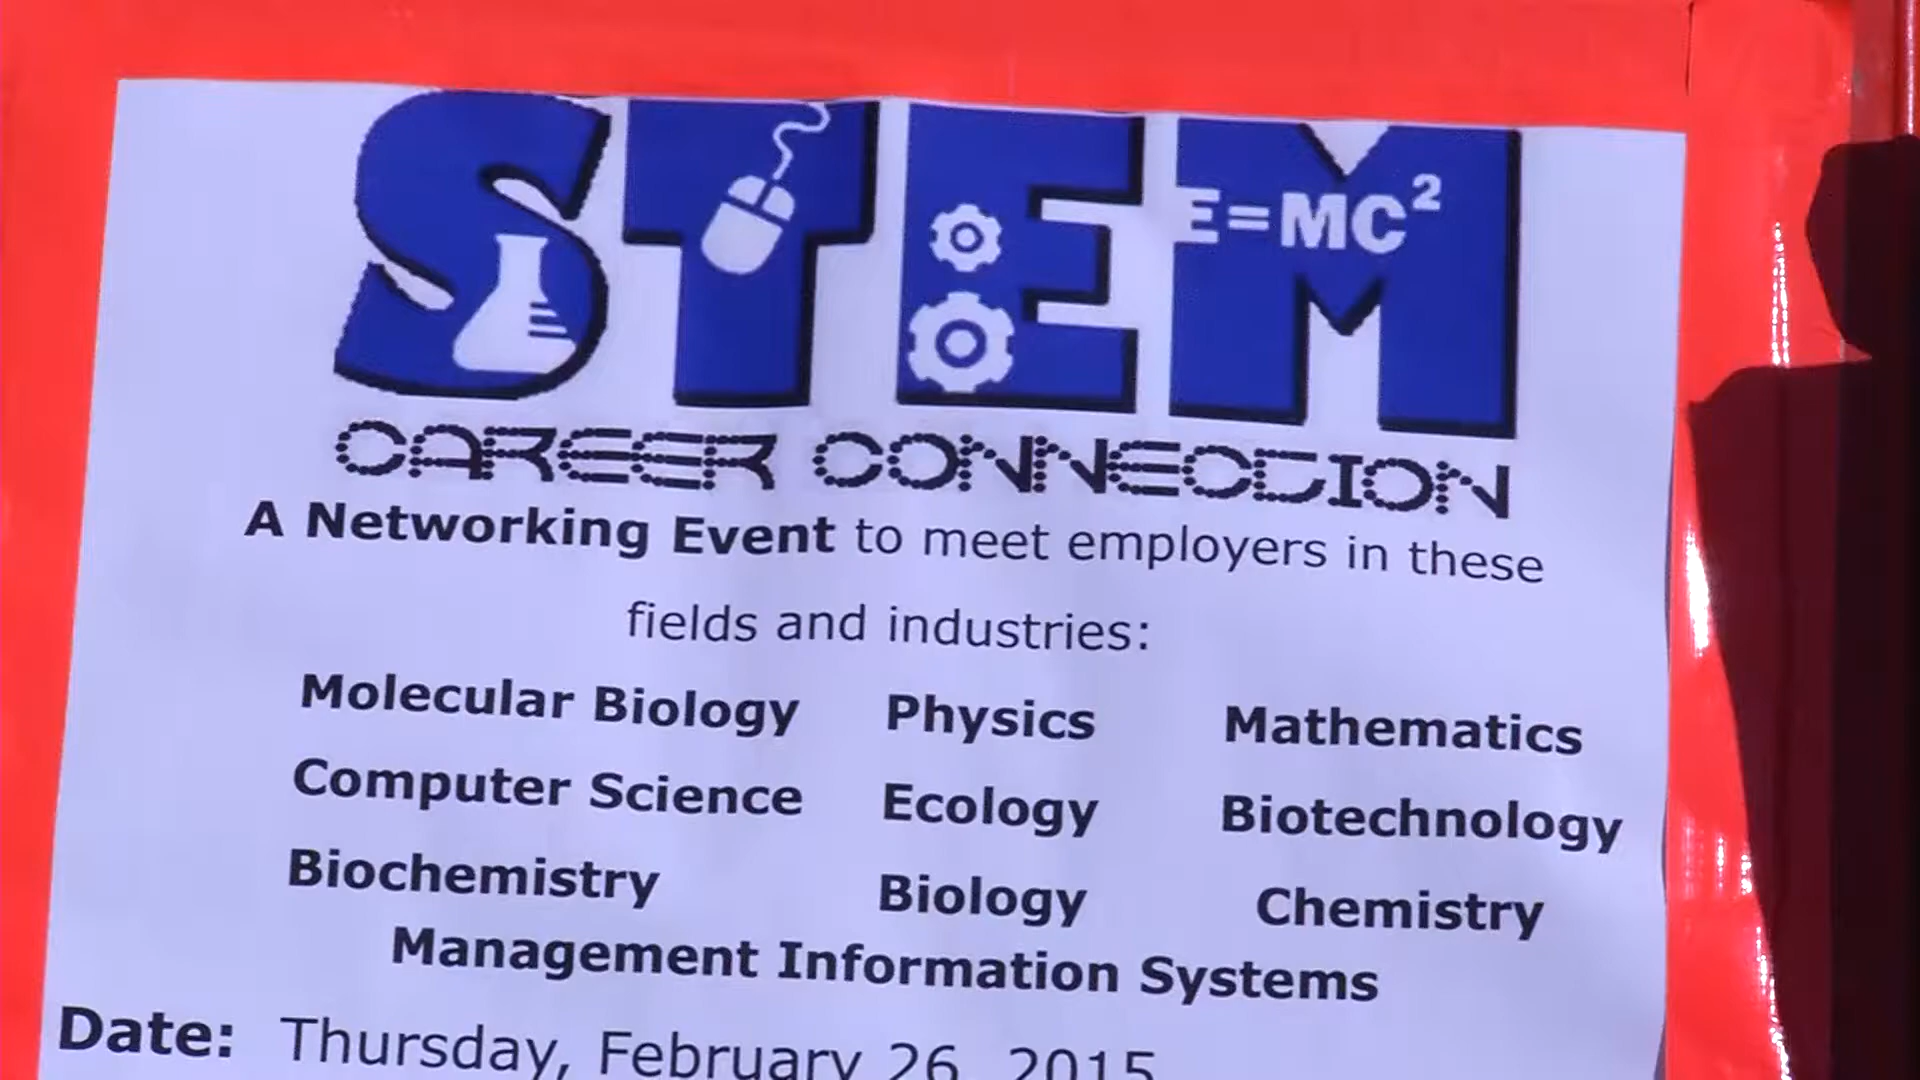 STEM
E=MC²
CAREER CONNECTION
A Networking Event to meet employers in these
fields and industries:
Molecular Biology Physics Mathematics
Computer Science Ecology Biotechnology
Biochemistry Biology Chemistry
Management Information Systems
Date: Thursday, February 26, 2015